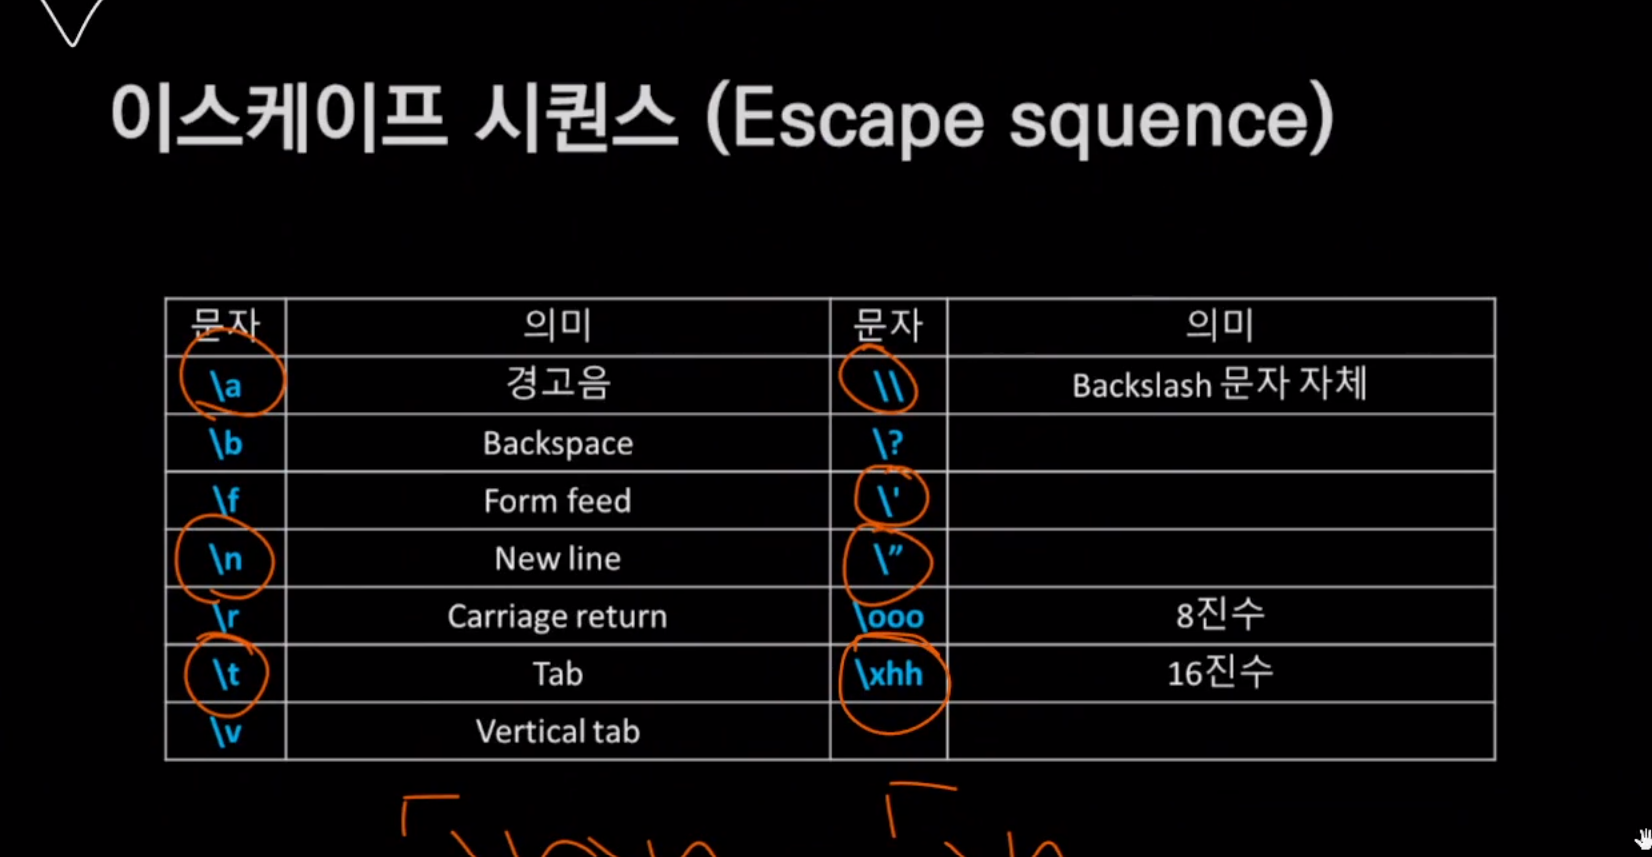 이스케이프 시퀀스 (Escape squence)
문자 의미 문자 의미
\a 경고음 \\ Backslash 문자 자체
\b Backspace \?
\f Form feed \'
\n New line \”
\r Carriage return \ooo 8진수
\t Tab \xhh 16진수
\v Vertical tab